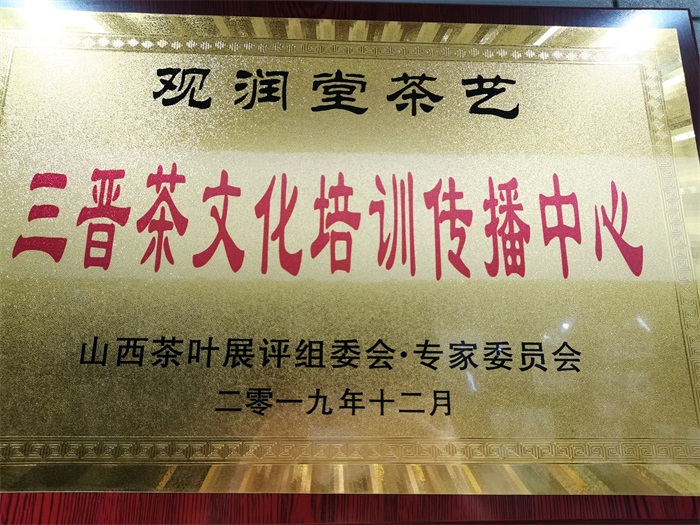 观润堂茶艺
三晋茶文化培训传播中心
山西茶叶展评组委会·专家委员会
二零一九年十二月